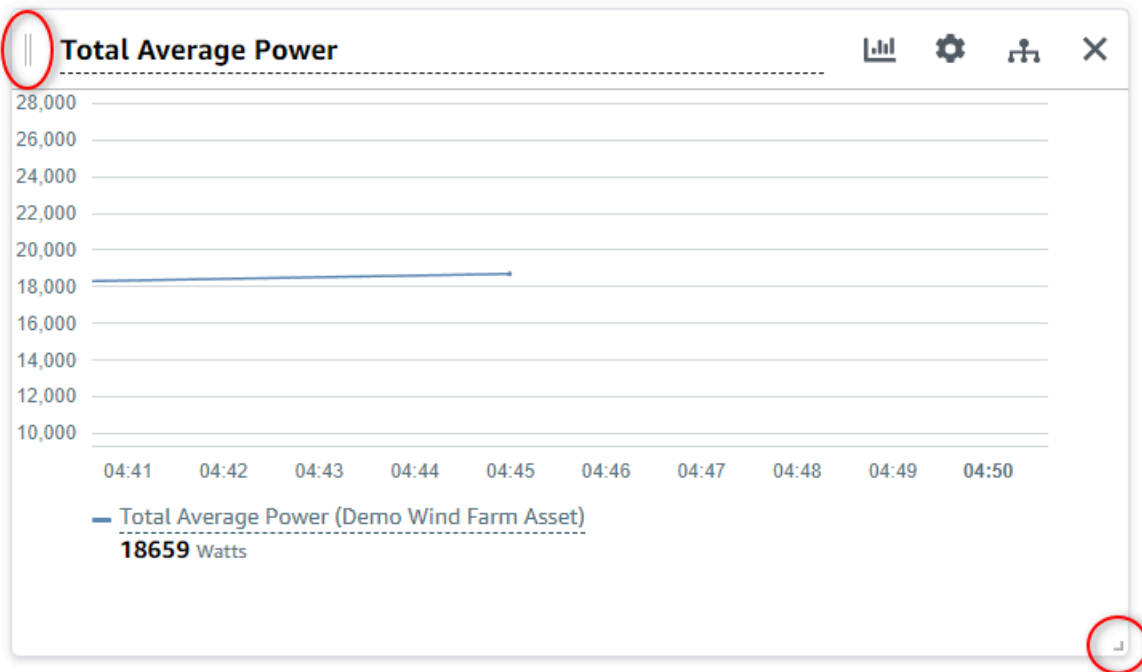 Total Average Power
28,000
26,000
24,000
22,000
20,000
18,000
16,000
14,000
12,000
10,000
04:41 04:42 04:43 04:44 04:45 04:46 04:47 04:48 04:49 04:50
Total Average Power (Demo Wind Farm Asset)
18659 Watts